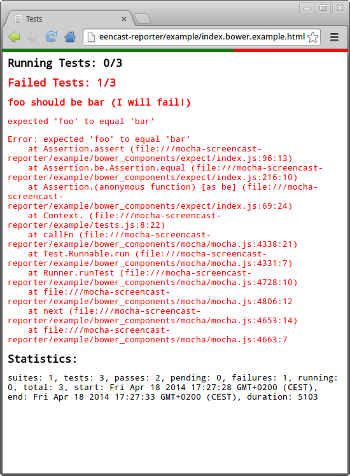 Tests
eencast-reporter/example/index.bower.example.html
Running Tests: 0/3
Failed Tests: 1/3
foo should be bar (I will fail!)
expected 'foo' to equal 'bar'
Error: expected 'foo' to equal 'bar'
at Assertion.assert (file:///mocha-screencast-
reporter/example/bower_components/expect/index.js:96:13)
at Assertion.be.Assertion.equal (file:///mocha-screencast-
reporter/example/bower_components/expect/index.js:216:10)
at Assertion.(anonymous function) [as be] (file:///mocha-
screencast-
reporter/example/bower_components/expect/index.js:69:24)
at Context. (file:///mocha-screencast-
reporter/example/tests.js:8:22)
at callFn (file:///mocha-screencast-
reporter/example/bower_components/mocha/mocha.js:4338:21)
at Test.Runnable.run (file:///mocha-screencast-
reporter/example/bower_components/mocha/mocha.js:4331:7)
at Runner.runTest (file:///mocha-screencast-
reporter/example/bower_components/mocha/mocha.js:4728:10)
at file:///mocha-screencast-
reporter/example/bower_components/mocha/mocha.js:4806:12
at next (file:///mocha-screencast-
reporter/example/bower_components/mocha/mocha.js:4653:14)
at file:///mocha-screencast-
reporter/example/bower_components/mocha/mocha.js:4663:7
Statistics:
suites: 1, tests: 3, passes: 2, pending: 0, failures: 1, running:
0, total: 3, start: Fri Apr 18 2014 17:27:28 GMT+0200 (CEST),
end: Fri Apr 18 2014 17:27:33 GMT+0200 (CEST), duration: 5103